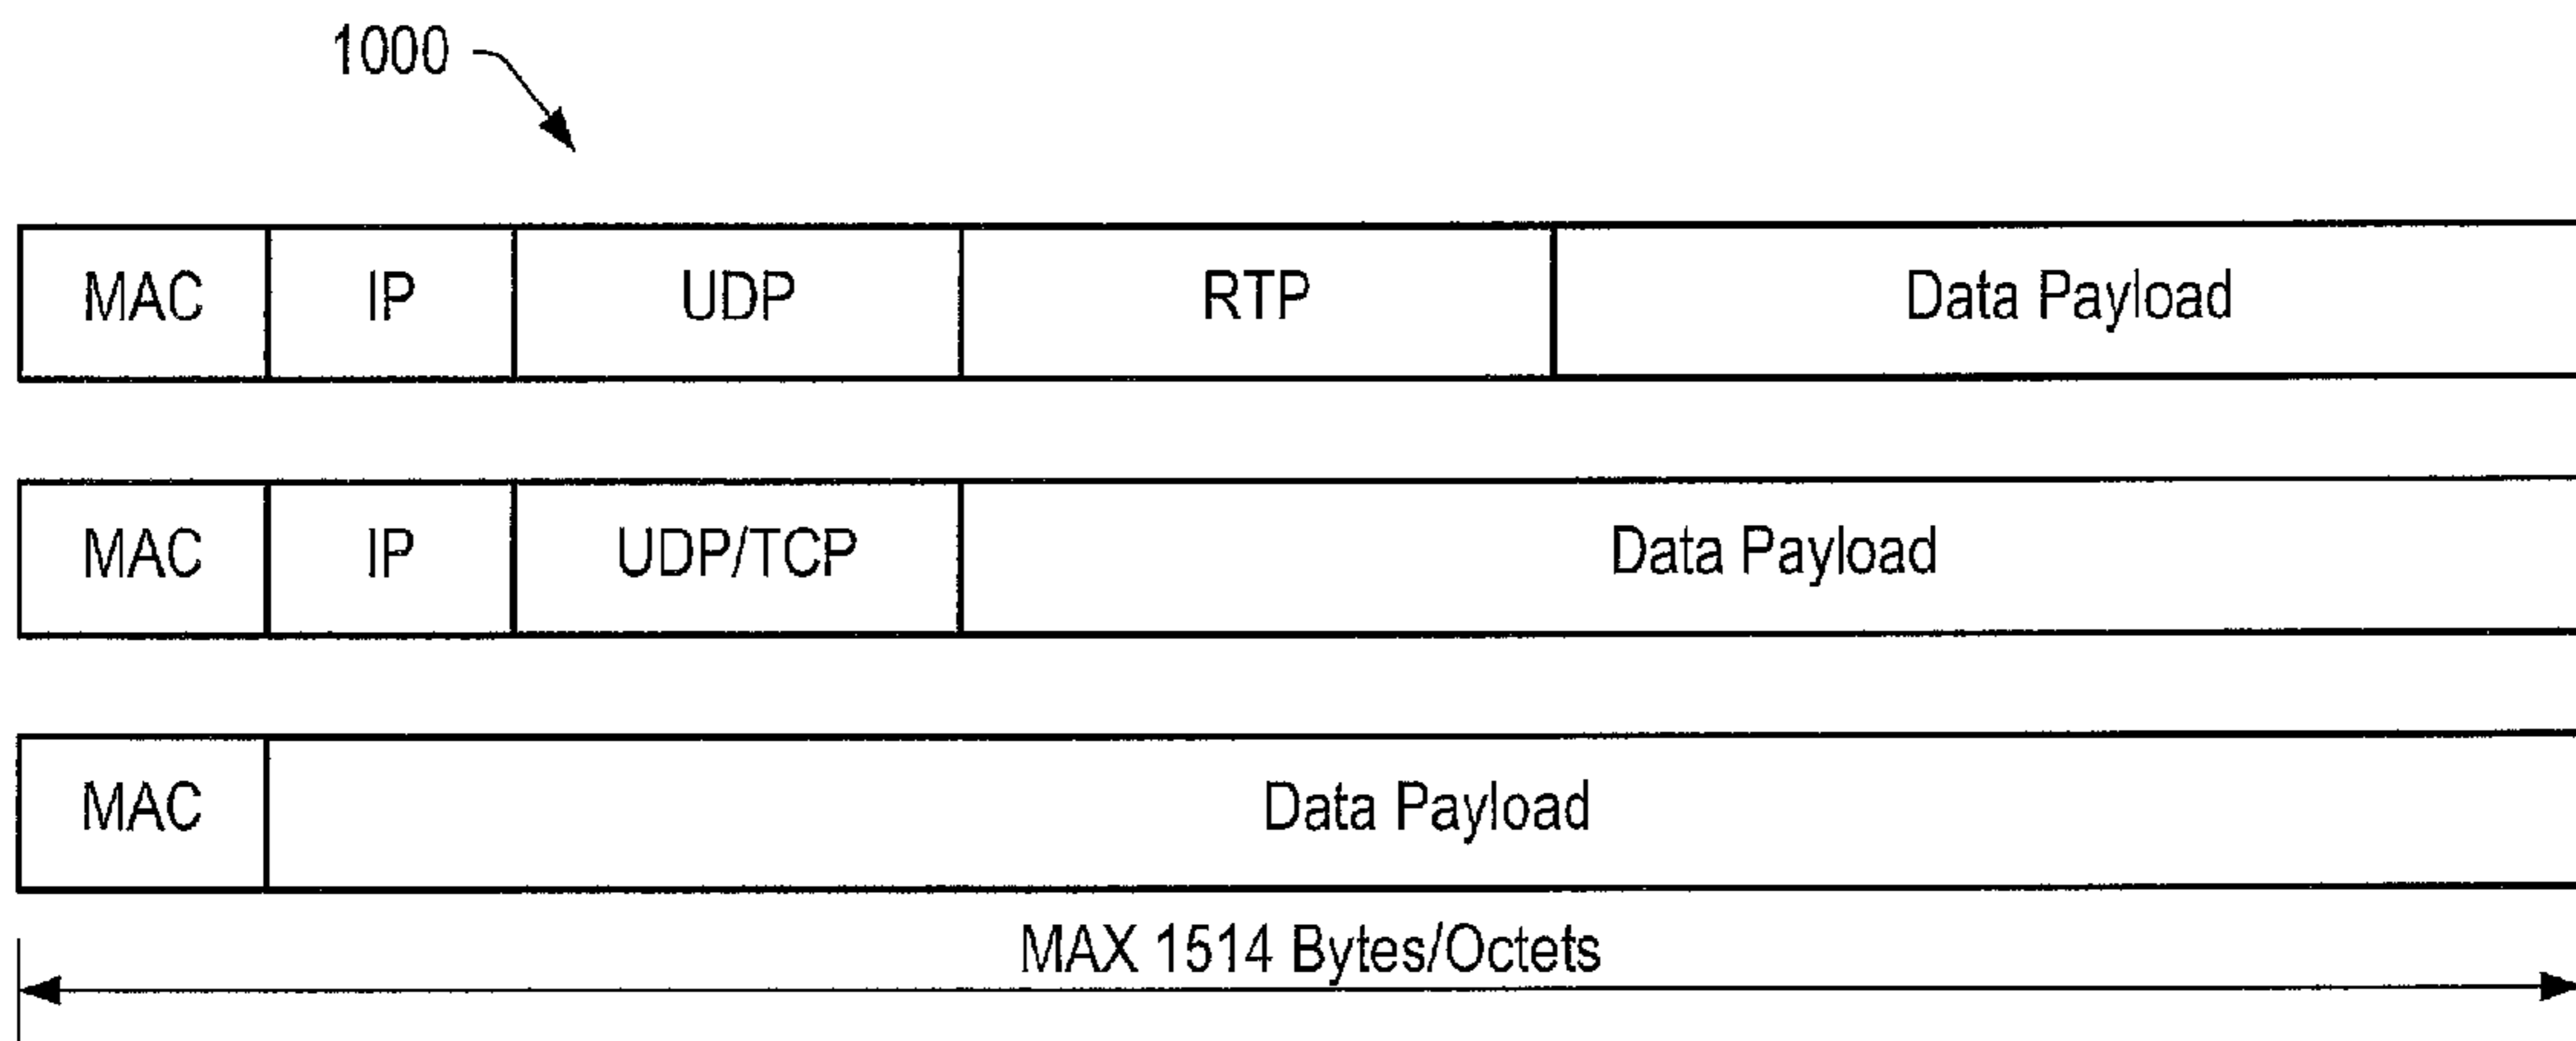 1000
MAC IP UDP RTP Data Payload
MAC IP UDP/TCP Data Payload
MAC Data Payload
MAX 1514 Bytes/Octets